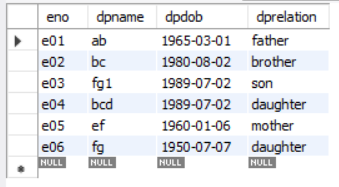 eno dpname dpdob dprelation
e01 ab 1965-03-01 father
e02 bc 1980-08-02 brother
e03 fg1 1989-07-02 son
e04 bcd 1989-07-02 daughter
e05 ef 1960-01-06 mother
e06 fg 1950-07-07 daughter
NULL NULL NULL NULL